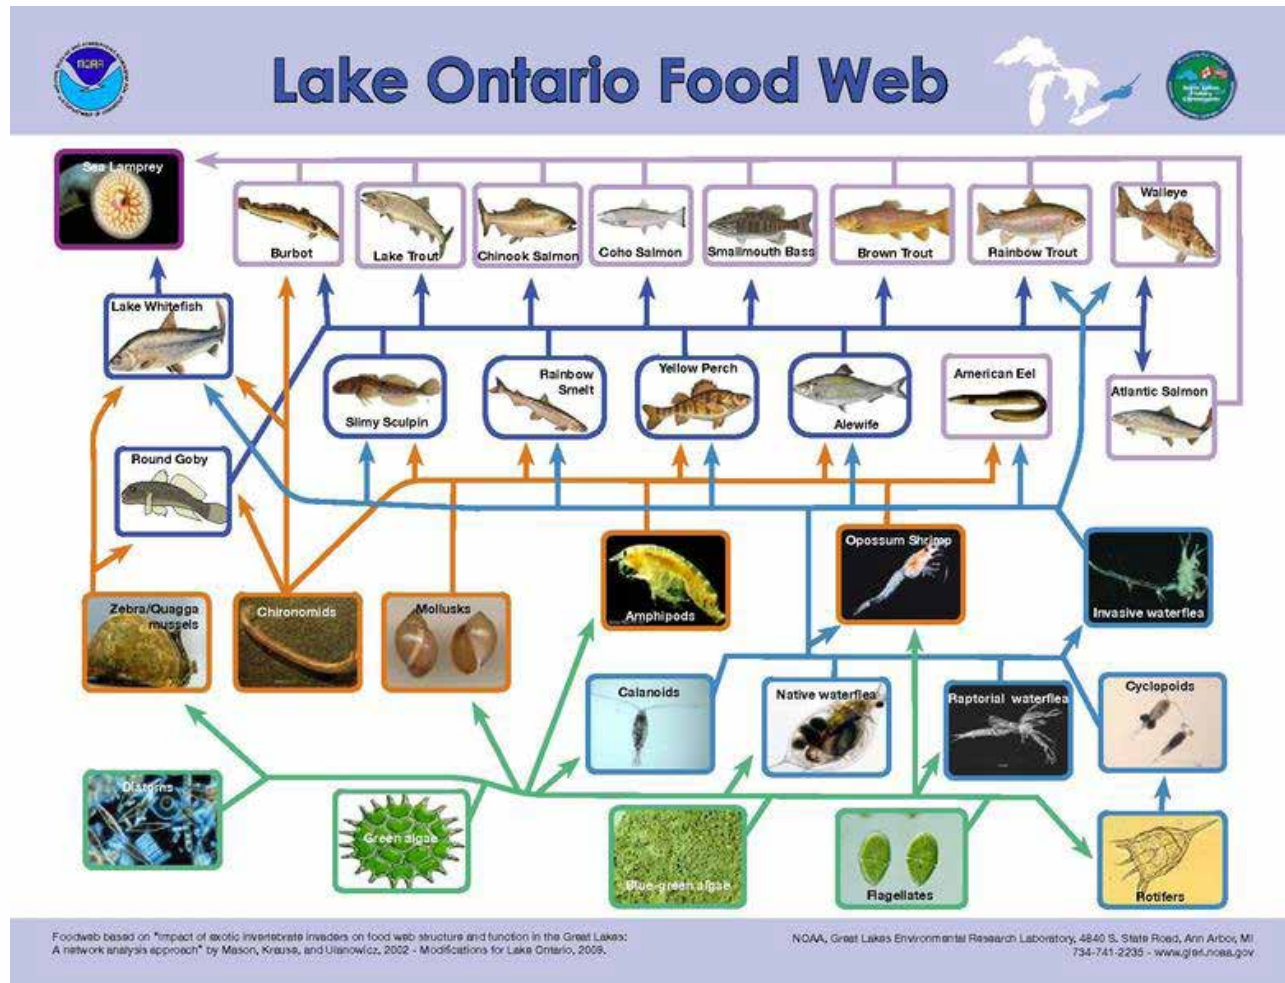 NOAA
Lake Ontario Food Web
Sea Lamprey
Burbot
Lake Trout
Chinook Salmon
Coho Salmon
Smallmouth Bass
Brown Trout
Rainbow Trout
Walleye
Lake Whitefish
Slimy Sculpin
Rainbow
Smelt
Yellow Perch
Alewife
American Eel
Atlantic Salmon
Round Goby
Zebra/Quagga
mussels
Chironomids
Mollusks
Amphipods
Opossum Shrimp
Invasive waterflea
Calanoids
Native waterflea
Raptorial waterflea
Cyclopoids
Diatoms
Green algae
Blue-green algae
Flagellates
Rotifers
Foodweb based on "Impact of exotic invertebrate invaders on food web structure and function in the Great Lakes:
A network analysis approach" by Mason, Krause, and Ulanowicz, 2002 - Modifications for Lake Ontario, 2009.
NOAA, Great Lakes Environmental Research Laboratory, 4840 S. State Road, Ann Arbor, MI
734-741-2235 - www.glerl.noaa.gov